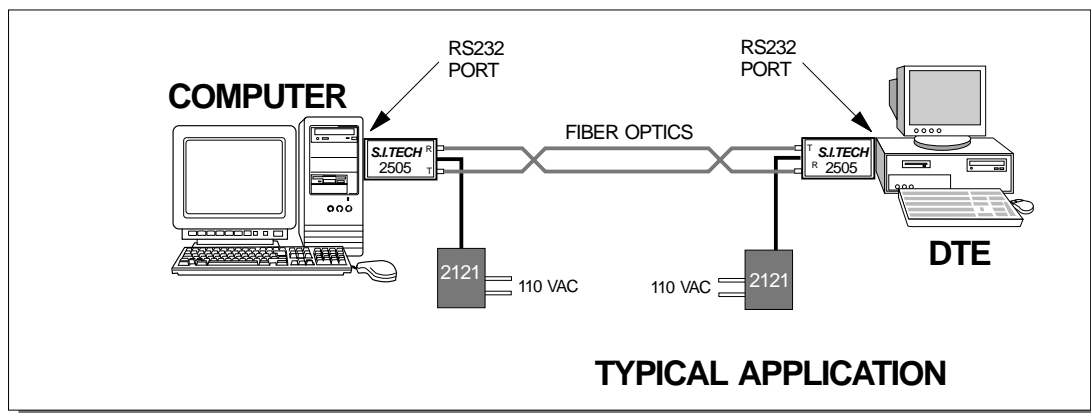 RS232
PORT
RS232
PORT
COMPUTER
FIBER OPTICS
S.I.TECH
2505
R
T
S.I.TECH
2505
T
R
DTE
2121
110 VAC
110 VAC
2121
TYPICAL APPLICATION